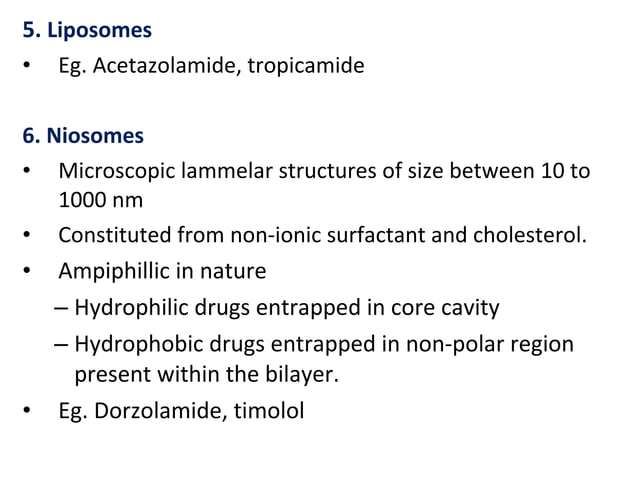 5. Liposomes
• Eg. Acetazolamide, tropicamide
6. Niosomes
• Microscopic lammelar structures of size between 10 to
1000 nm
• Constituted from non-ionic surfactant and cholesterol.
• Ampiphillic in nature
– Hydrophilic drugs entrapped in core cavity
– Hydrophobic drugs entrapped in non-polar region
present within the bilayer.
• Eg. Dorzolamide, timolol